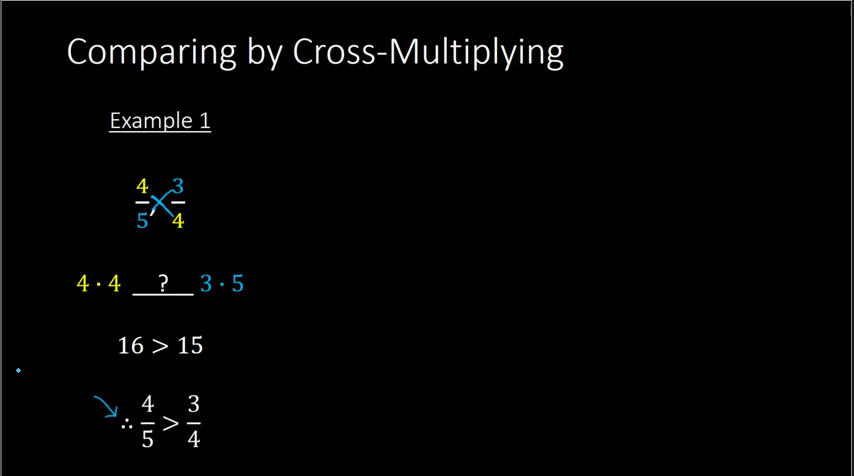 Comparing by Cross-Multiplying
Example 1
4/5 3/4
4 · 4 ? 3 · 5
16 > 15
∴ 4/5 > 3/4